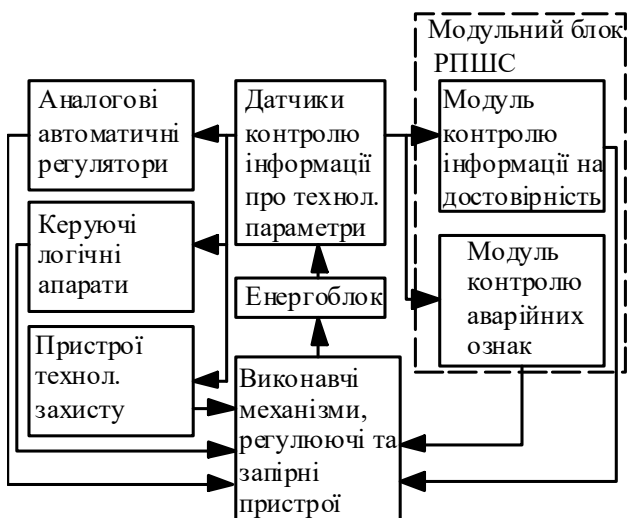 Модульний блок
РПШС
Аналогові
автоматичні
регулятори
Датчики
контролю
інформації
про технол.
параметри
Модуль
контролю
інформації на
достовірність
Керуючі
логічні
апарати
Енергоблок
Модуль
контролю
аварійних
ознак
Пристрої
технол.
захисту
Виконавчі
механізми,
регулюючі та
запірні
пристрої